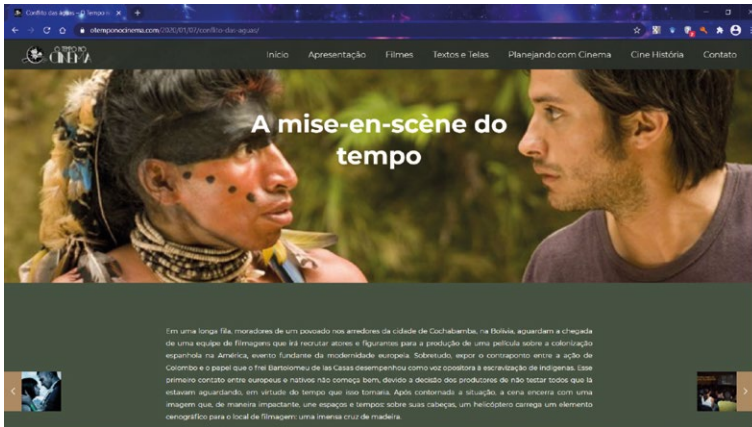 Conflito das águas – O Tempo n
otemponocinema.com/2020/01/07/conflito-das-aguas/
O TEMPO NO
CINEMA
Início Apresentação Filmes Textos e Telas Planejando com Cinema Cine História Contato
A mise-en-scène do
tempo
Em uma longa fila, moradores de um povoado nos arredores da cidade de Cochabamba, na Bolívia, aguardam a chegada
de uma equipe de filmagens que irá recrutar atores e figurantes para a produção de uma película sobre a colonização
espanhola na América, evento fundante da modernidade europeia. Sobretudo, expor o contraponto entre a ação de
Colombo e o papel que o frei Bartolomeu de las Casas desempenhou como voz opositora à escravização de indígenas. Esse
primeiro contato entre europeus e nativos não começa bem, devido a decisão dos produtores de não testar todos que lá
estavam aguardando, em virtude do tempo que isso tomaria. Após contornada a situação, a cena encerra com uma
imagem que, de maneira impactante, une espaços e tempos: sobre suas cabeças, um helicóptero carrega um elemento
cenográfico para o local de filmagem: uma imensa cruz de madeira.